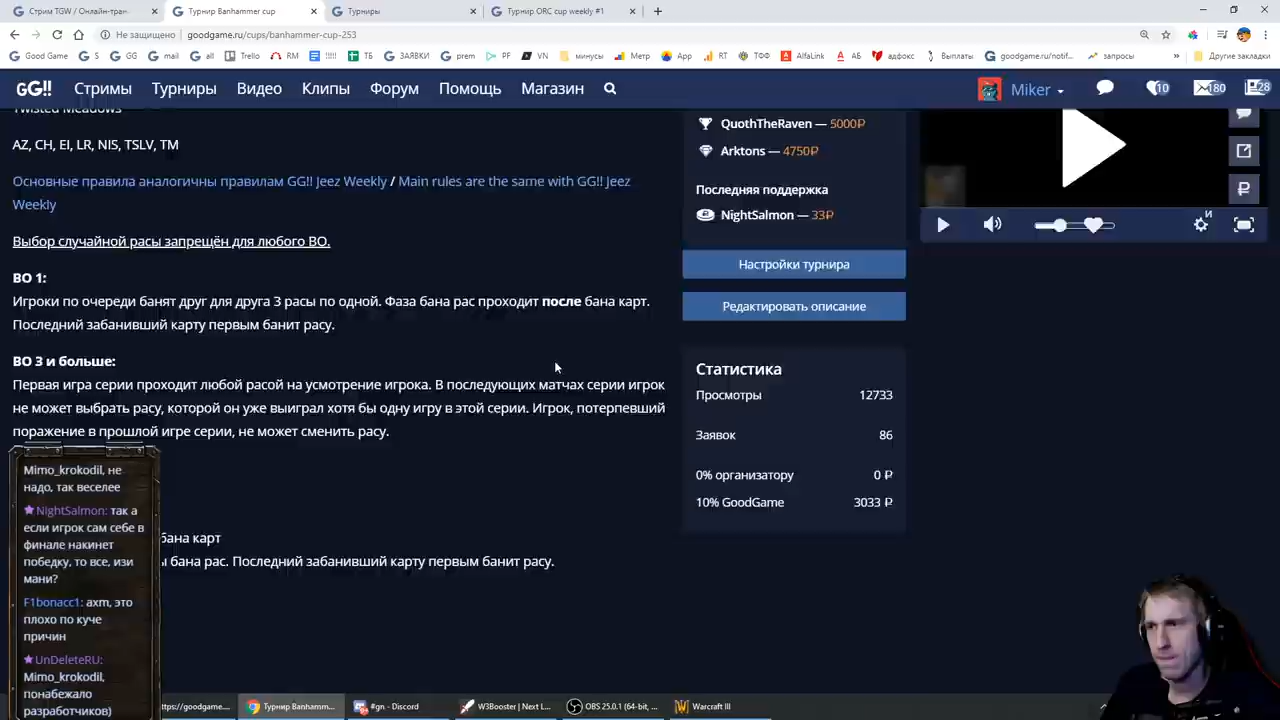 Стрим TGW / Онлайн-тран
Турнир Banhammer cup
Турниры
Турнир ORC cup weekly #1
Не защищено
goodgame.ru/cups/banhammer-cup-253
Good Game
S
GG
mail
all
Trello
RM
!!!!!
ТБ
ЗАЯВКИ
prem
PF
VN
минусы
Метр
App
RT
ТОФ
AlfaLink
АБ
адфокс
Выплаты
goodgame.ru/notif...
запросы
»
Другие закладки
GG!!
Стримы
Турниры
Видео
Клипы
Форум
Помощь
Магазин
Miker
10
180
28
Twisted Meadows
AZ, CH, EI, LR, NIS, TSLV, TM
Основные правила аналогичны правилам GG!! Jeez Weekly / Main rules are the same with GG!! Jeez
Weekly
Выбор случайной расы запрещён для любого ВО.
ВО 1:
Игроки по очереди банят друг для друга 3 расы по одной. Фаза бана рас проходит после бана карт.
Последний забанивший карту первым банит расу.
ВО 3 и больше:
Первая игра серии проходит любой расой на усмотрение игрока. В последующих матчах серии игрок
не может выбрать расу, которой он уже выиграл хотя бы одну игру в этой серии. Игрок, потерпевший
поражение в прошлой игре серии, не может сменить расу.
бана карт
ы бана рас. Последний забанивший карту первым банит расу.
QuothTheRaven — 5000₽
Arktons — 4750₽
Последняя поддержка
NightSalmon — 33₽
Настройки турнира
Редактировать описание
Статистика
Просмотры 12733
Заявок 86
0% организатору 0 ₽
10% GoodGame 3033 ₽
₽
И
Mimo_krokodil, не
надо, так веселее
NightSalmon: так а
если игрок сам себе в
финале накинет
победку, то все, изи
мани?
F1bonacc1: ахm, это
плохо по куче
причин
UnDeleteRU:
Mimo_krokodil,
понабежало
разработчиков)
https://goodgame....
Турнир Banhamm...
#gn - Discord
W3Booster | Next L...
OBS 25.0.1 (64-bit, ...
Warcraft III